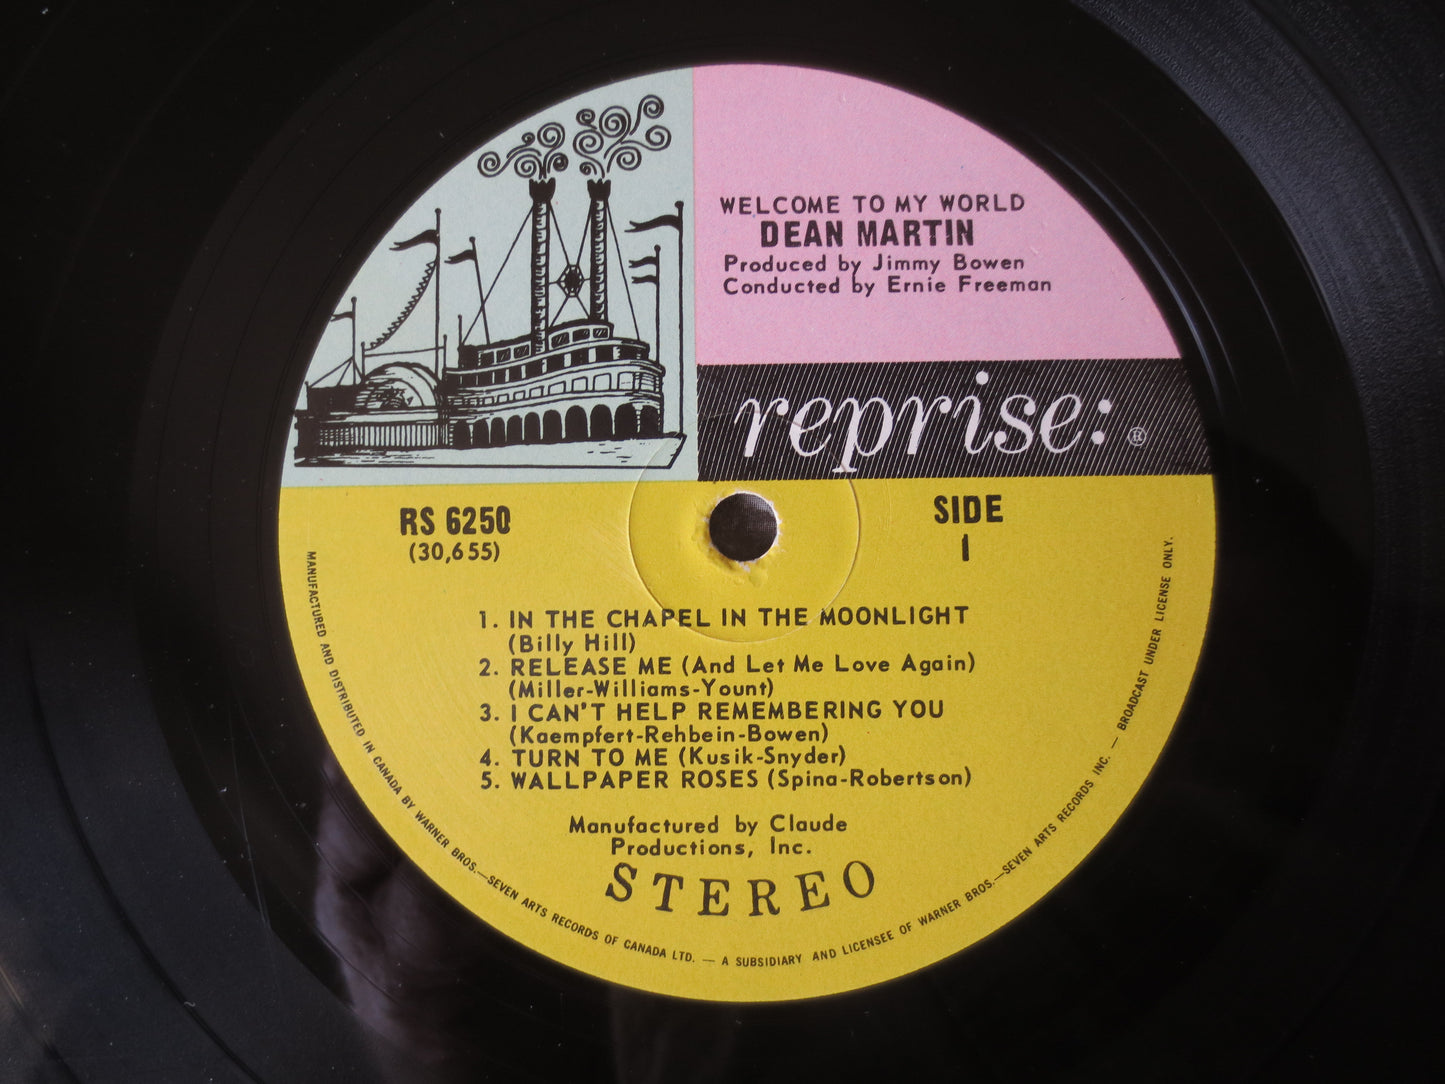 WELCOME TO MY WORLD
DEAN MARTIN
Produced by Jimmy Bowen
Conducted by Ernie Freeman
reprise:®
RS 6250
(30,655)
SIDE
1
1. IN THE CHAPEL IN THE MOONLIGHT
(Billy Hill)
2. RELEASE ME (And Let Me Love Again)
(Miller-Williams-Yount)
3. I CAN'T HELP REMEMBERING YOU
(Kaempfert-Rehbein-Bowen)
4. TURN TO ME (Kusik-Snyder)
5. WALLPAPER ROSES (Spina-Robertson)
Manufactured by Claude
Productions, Inc.
STEREO
MANUFACTURED AND DISTRIBUTED IN CANADA BY WARNER BROS.—SEVEN ARTS RECORDS OF CANADA LTD. — A SUBSIDIARY AND LICENSEE OF WARNER BROS.—SEVEN ARTS RECORDS INC. — BROADCAST UNDER LICENSE ONLY.